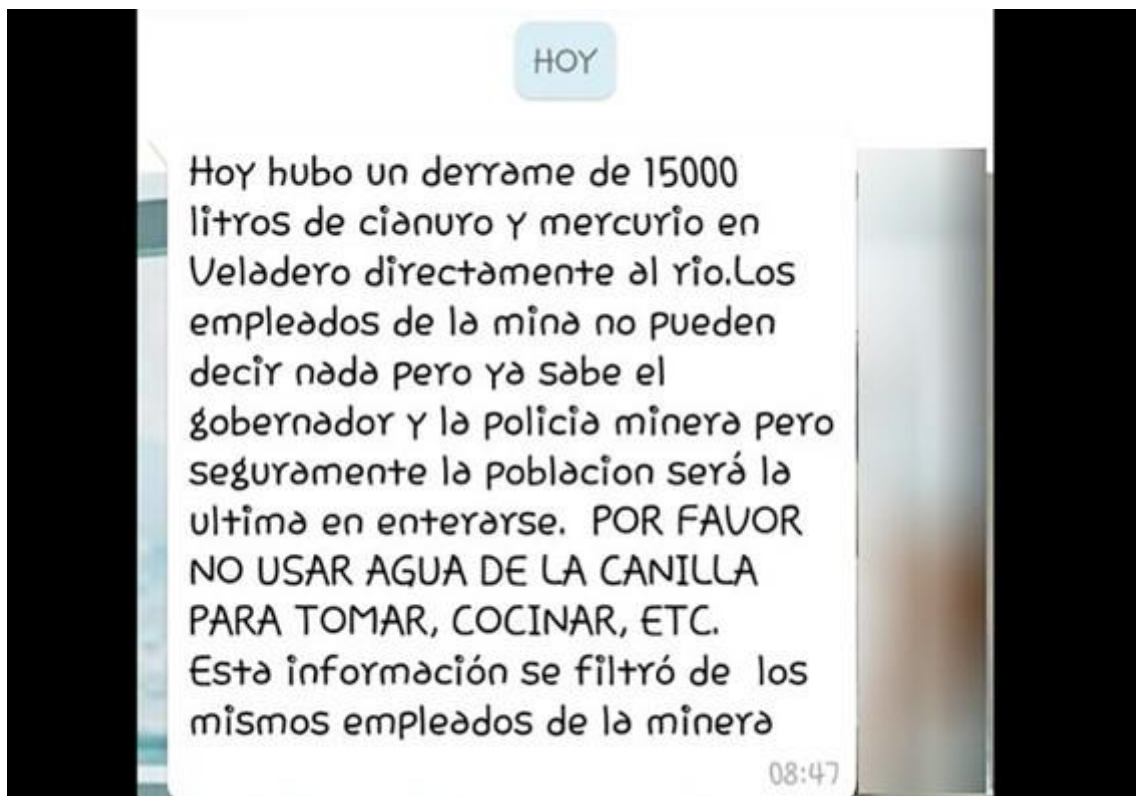 HOY
Hoy hubo un derrame de 15000
litros de cianuro y mercurio en
Veladero directamente al rio.Los
empleados de la mina no pueden
decir nada pero ya sabe el
gobernador y la policia minera pero
seguramente la poblacion será la
ultima en enterarse.  POR FAVOR
NO USAR AGUA DE LA CANILLA
PARA TOMAR, COCINAR, ETC.
Esta información se filtró de  los
mismos empleados de la minera
08:47